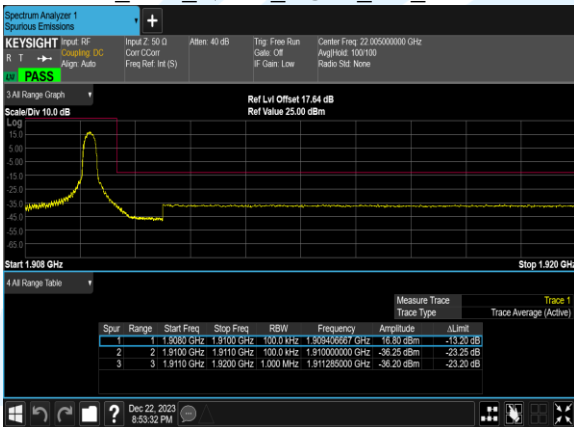 Spectrum Analyzer 1
Spurious Emissions
+
KEYSIGHT Input: RF Input Z: 50 Ω Atten: 40 dB Trig: Free Run Center Freq: 22.005000000 GHz
R T Coupling: DC Corr CCorr Gate: Off Avg|Hold: 100/100
Align: Auto Freq Ref: Int (S) IF Gain: Low Radio Std: None
PASS
3 All Range Graph
Ref Lvl Offset 17.64 dB
Scale/Div 10.0 dB Ref Value 25.00 dBm
Log
15.0
5.00
-5.00
-15.0
-25.0
-35.0
-45.0
-55.0
-65.0
Start 1.908 GHz Stop 1.920 GHz
4 All Range Table
Measure Trace Trace 1
Trace Type Trace Average (Active)
Spur Range Start Freq Stop Freq RBW Frequency Amplitude ΔLimit
1 1 1.9080 GHz 1.9100 GHz 100.0 kHz 1.909406667 GHz 16.80 dBm -13.20 dB
2 2 1.9100 GHz 1.9110 GHz 100.0 kHz 1.910000000 GHz -36.25 dBm -23.25 dB
3 3 1.9110 GHz 1.9200 GHz 1.000 MHz 1.911285000 GHz -36.20 dBm -23.20 dB
? Dec 22, 2023
8:53:32 PM